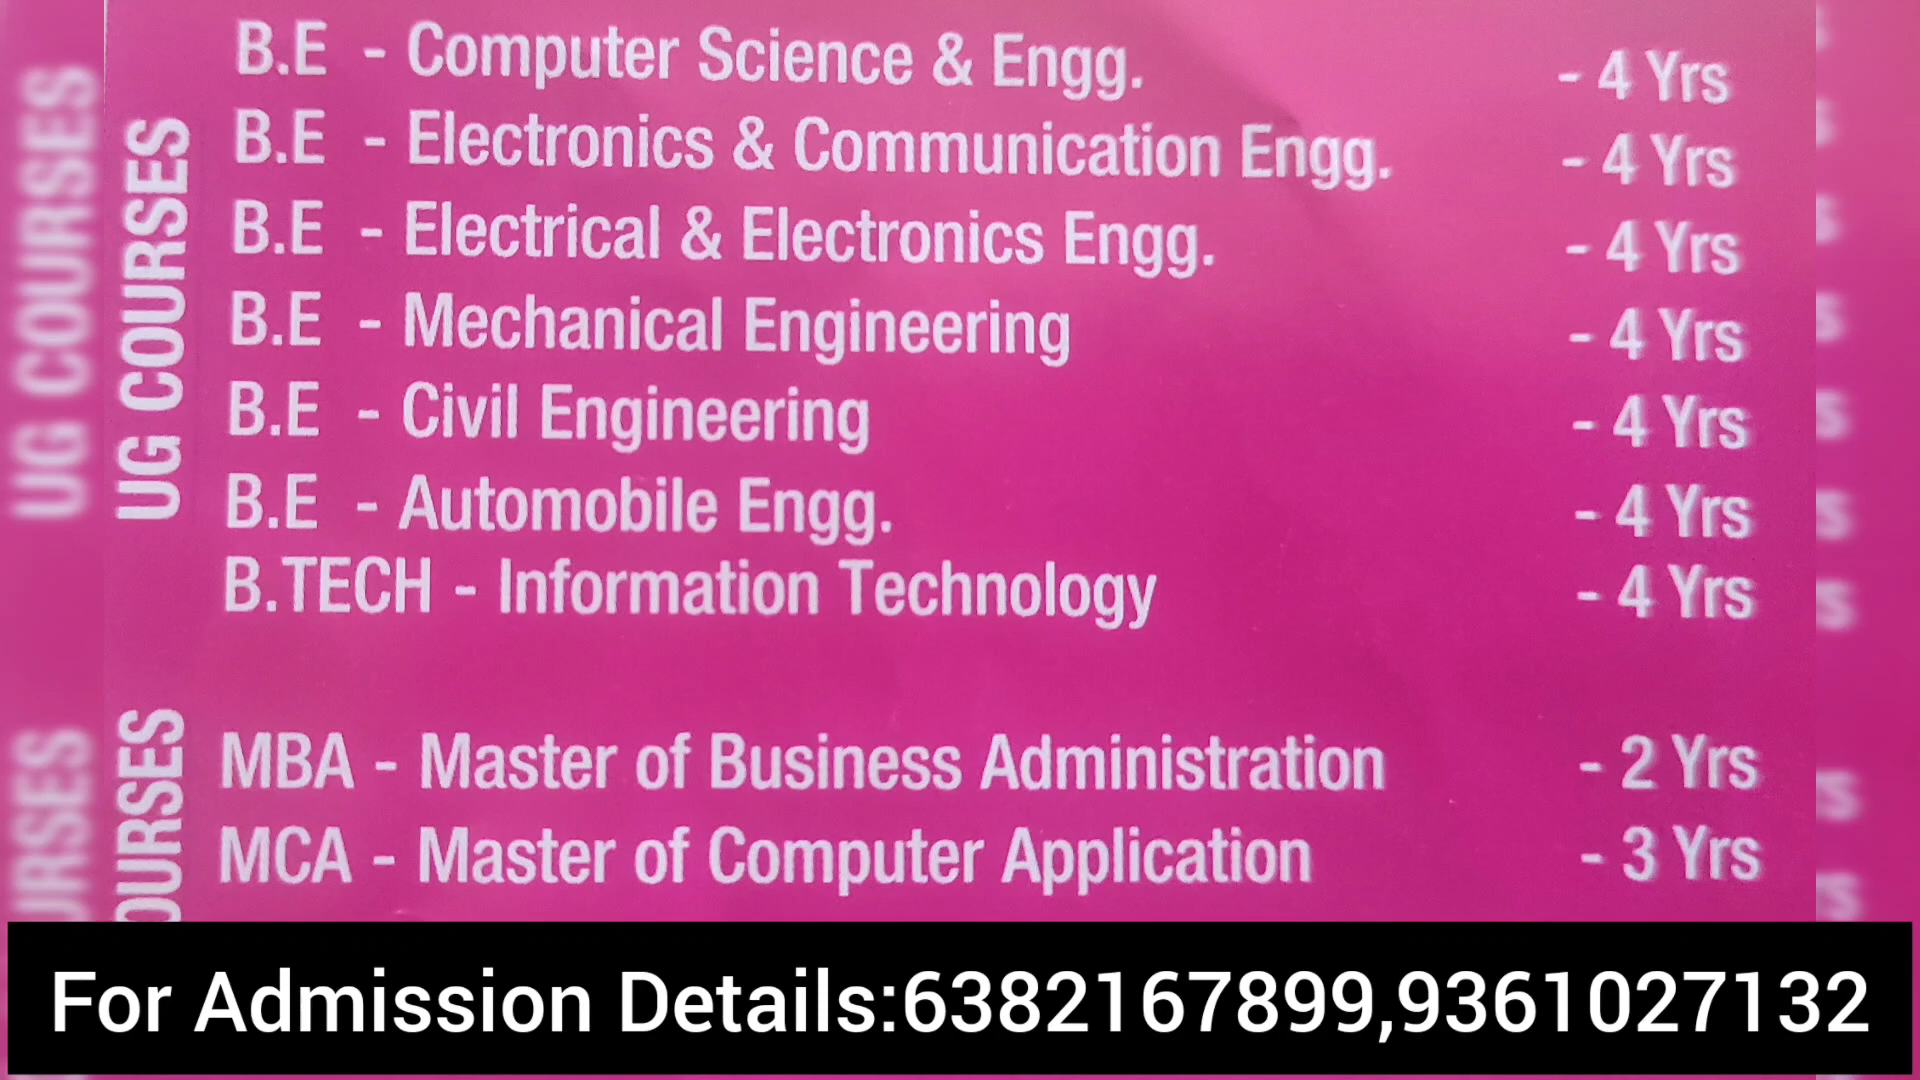 UG COURSES
B.E - Computer Science & Engg. - 4 Yrs
B.E - Electronics & Communication Engg. - 4 Yrs
B.E - Electrical & Electronics Engg. - 4 Yrs
B.E - Mechanical Engineering - 4 Yrs
B.E - Civil Engineering - 4 Yrs
B.E - Automobile Engg. - 4 Yrs
B.TECH - Information Technology - 4 Yrs
OURSES
MBA - Master of Business Administration - 2 Yrs
MCA - Master of Computer Application - 3 Yrs
For Admission Details:6382167899,9361027132